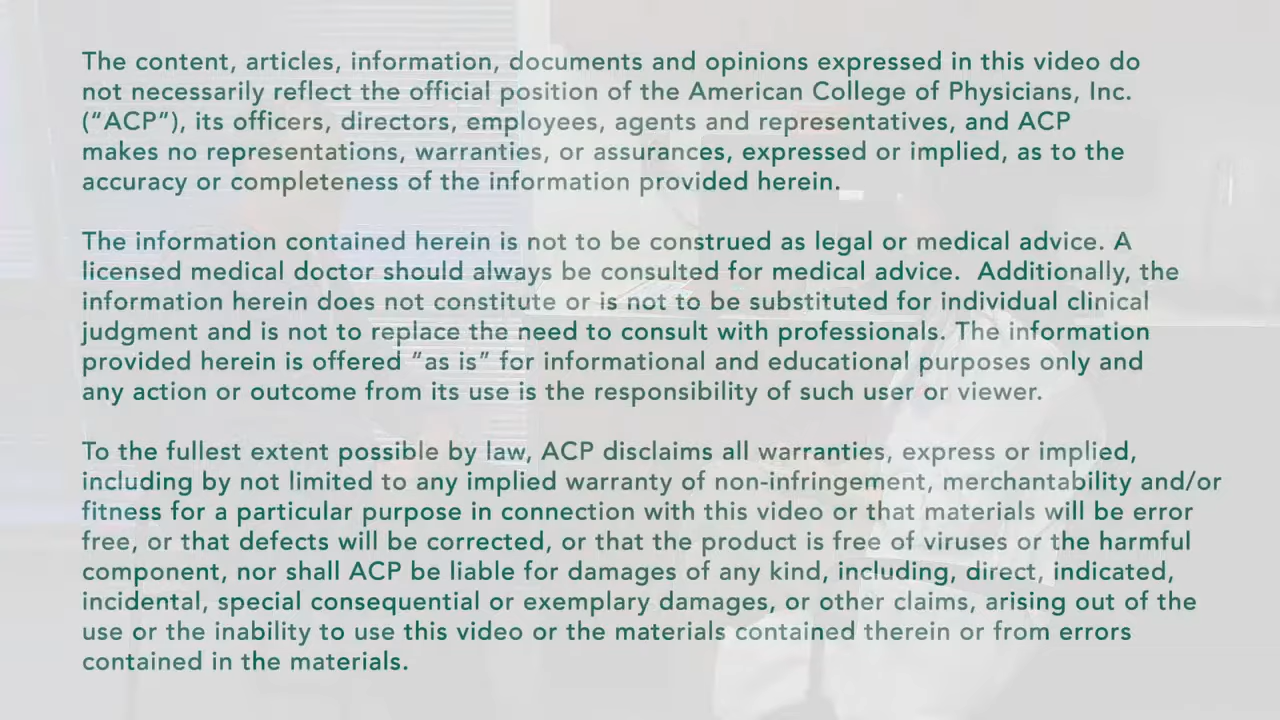 The content, articles, information, documents and opinions expressed in this video do
not necessarily reflect the official position of the American College of Physicians, Inc.
(“ACP”), its officers, directors, employees, agents and representatives, and ACP
makes no representations, warranties, or assurances, expressed or implied, as to the
accuracy or completeness of the information provided herein.
The information contained herein is not to be construed as legal or medical advice. A
licensed medical doctor should always be consulted for medical advice.  Additionally, the
information herein does not constitute or is not to be substituted for individual clinical
judgment and is not to replace the need to consult with professionals. The information
provided herein is offered “as is” for informational and educational purposes only and
any action or outcome from its use is the responsibility of such user or viewer.
To the fullest extent possible by law, ACP disclaims all warranties, express or implied,
including by not limited to any implied warranty of non-infringement, merchantability and/or
fitness for a particular purpose in connection with this video or that materials will be error
free, or that defects will be corrected, or that the product is free of viruses or the harmful
component, nor shall ACP be liable for damages of any kind, including, direct, indicated,
incidental, special consequential or exemplary damages, or other claims, arising out of the
use or the inability to use this video or the materials contained therein or from errors
contained in the materials.